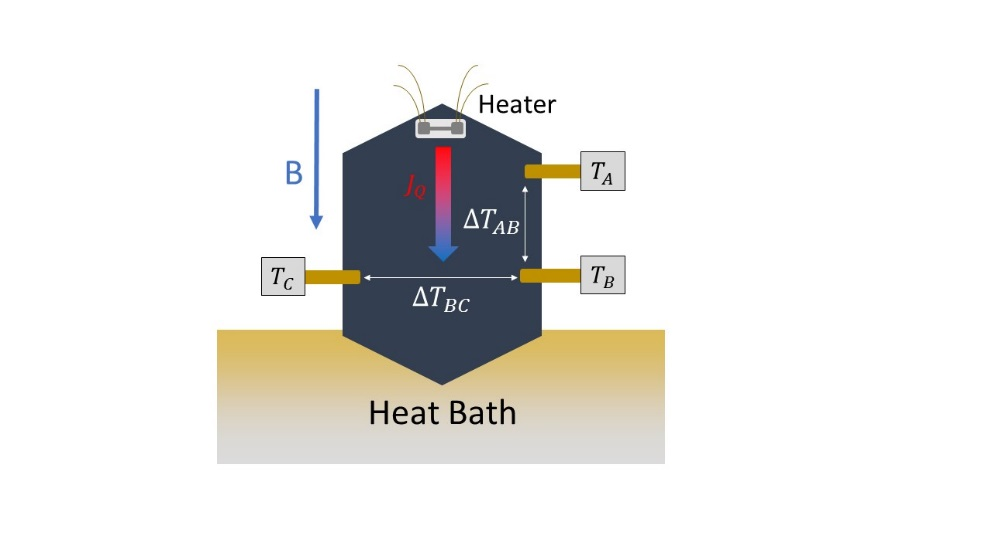 Heater
B
J_Q
T_A
ΔT_AB
T_C
T_B
ΔT_BC
Heat Bath